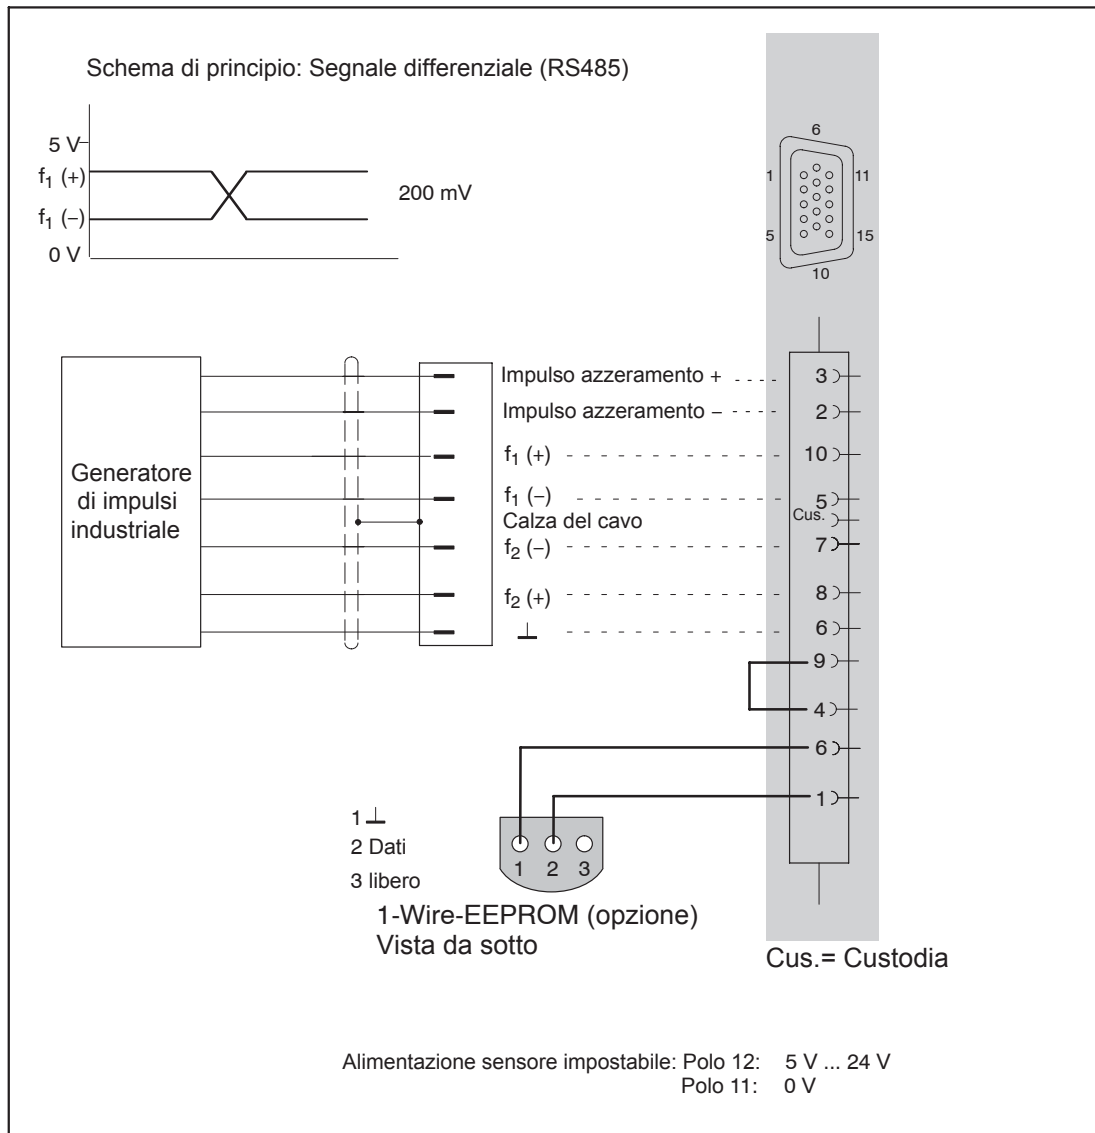 Schema di principio: Segnale differenziale (RS485)
5 V
f1 (+)
f1 (−)
0 V
200 mV
6
1
11
5
15
10
Generatore
di impulsi
industriale
Impulso azzeramento +
3
Impulso azzeramento −
2
f1 (+)
10
f1 (−)
5
Calza del cavo
Cus.
f2 (−)
7
f2 (+)
8
⊥
6
9
4
6
1
1 ⊥
2 Dati
3 libero
1 2 3
1-Wire-EEPROM (opzione)
Vista da sotto
Cus.= Custodia
Alimentazione sensore impostabile: Polo 12: 5 V ... 24 V
Polo 11: 0 V